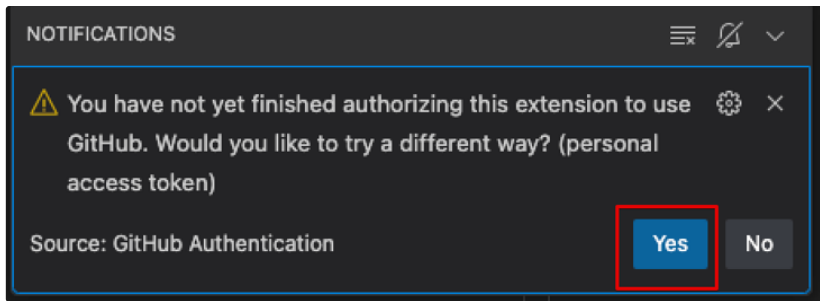 NOTIFICATIONS
You have not yet finished authorizing this extension to use
GitHub. Would you like to try a different way? (personal
access token)
Source: GitHub Authentication
Yes
No